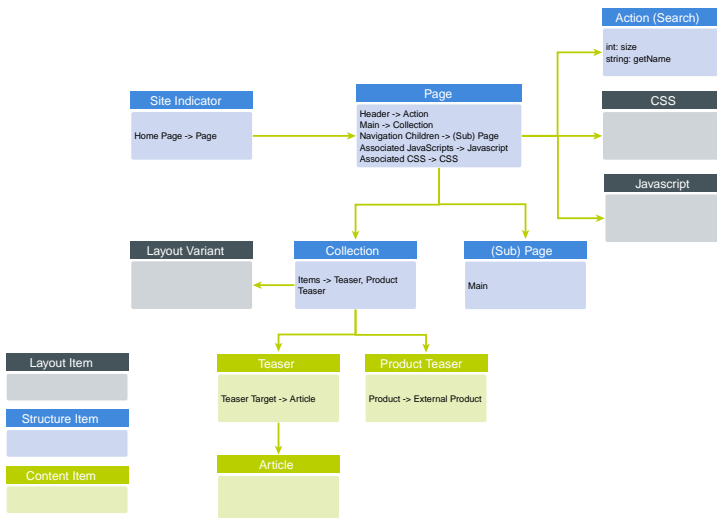 Action (Search)
int: size
string: getName
Page
Site Indicator
CSS
Header -> Action
Main -> Collection
Navigation Children -> (Sub) Page
Associated JavaScripts -> Javascript
Associated CSS -> CSS
Home Page -> Page
Javascript
Layout Variant
Collection
(Sub) Page
Items -> Teaser, Product
Teaser
Main
Layout Item
Teaser
Product Teaser
Teaser Target -> Article
Product -> External Product
Structure Item
Article
Content Item